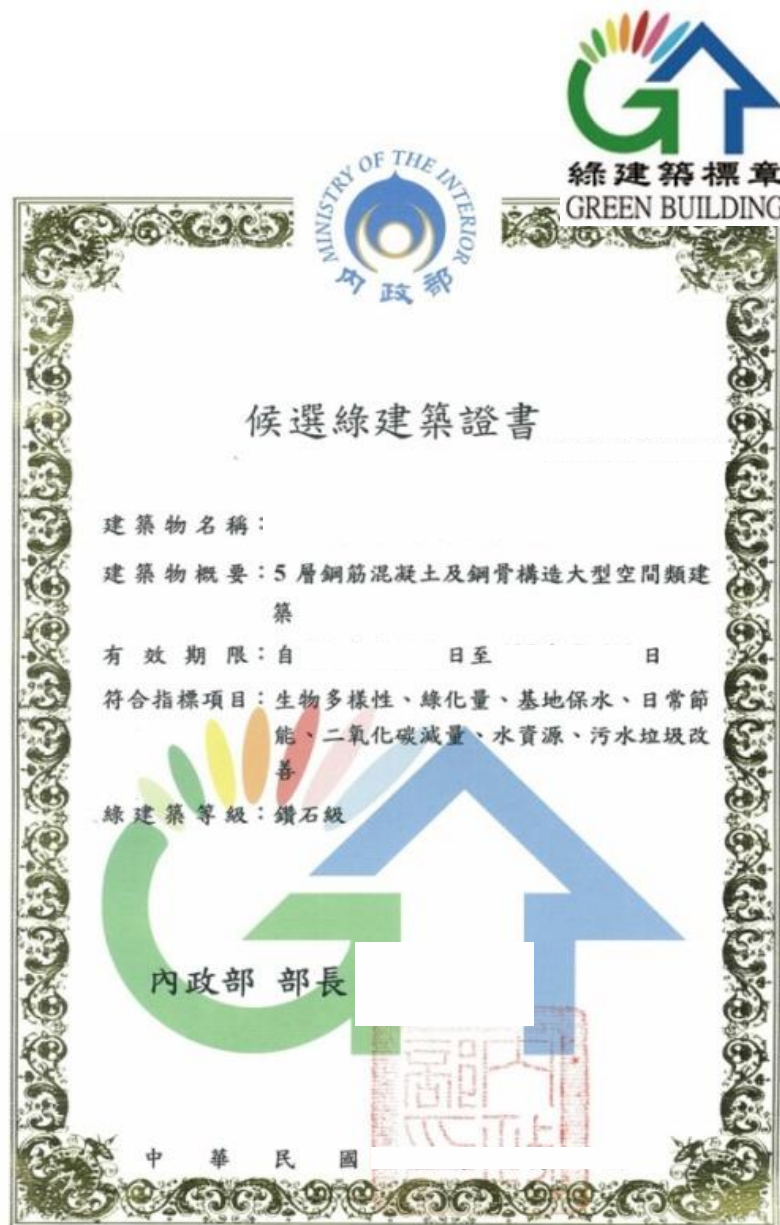 綠建築標章
GREEN BUILDING
MINISTRY OF THE INTERIOR
內政部
候選綠建築證書
建築物名稱：
建築物概要：5 層鋼筋混凝土及鋼骨構造大型空間類建
築
有效期限：自 日至 日
符合指標項目：生物多樣性、綠化量、基地保水、日常節
能、二氧化碳減量、水資源、污水垃圾改
善
綠建築等級：鑽石級
內政部 部長
中華民國